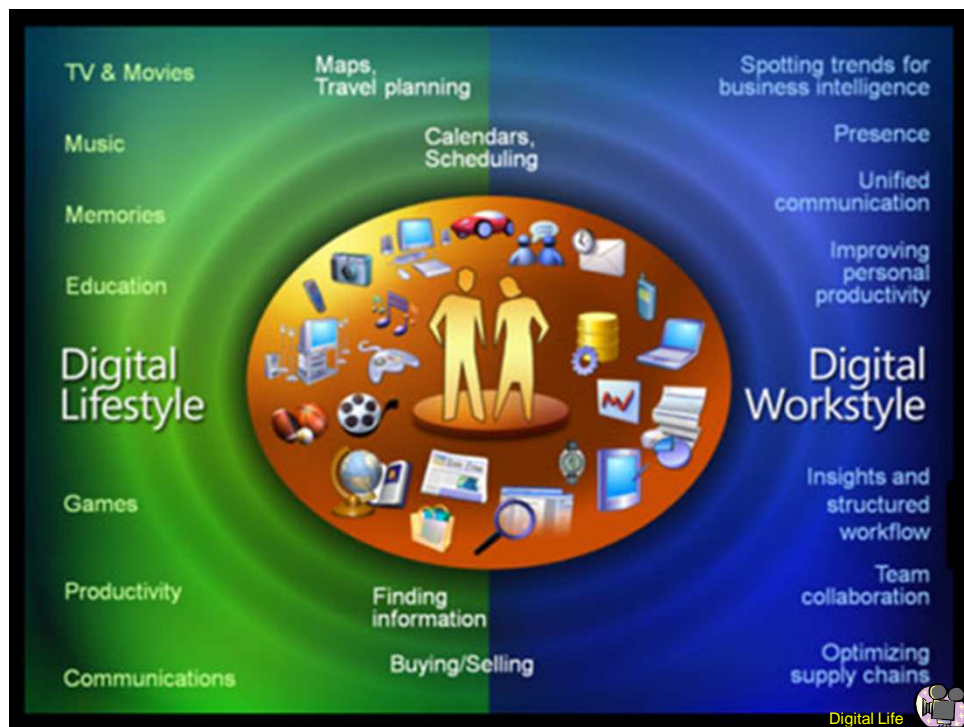 TV & Movies
Music
Memories
Education
Digital
Lifestyle
Games
Productivity
Communications
Maps,
Travel planning
Calendars,
Scheduling
Finding
information
Buying/Selling
Spotting trends for
business intelligence
Presence
Unified
communication
Improving
personal
productivity
Digital
Workstyle
Insights and
structured
workflow
Team
collaboration
Optimizing
supply chains
Digital Life